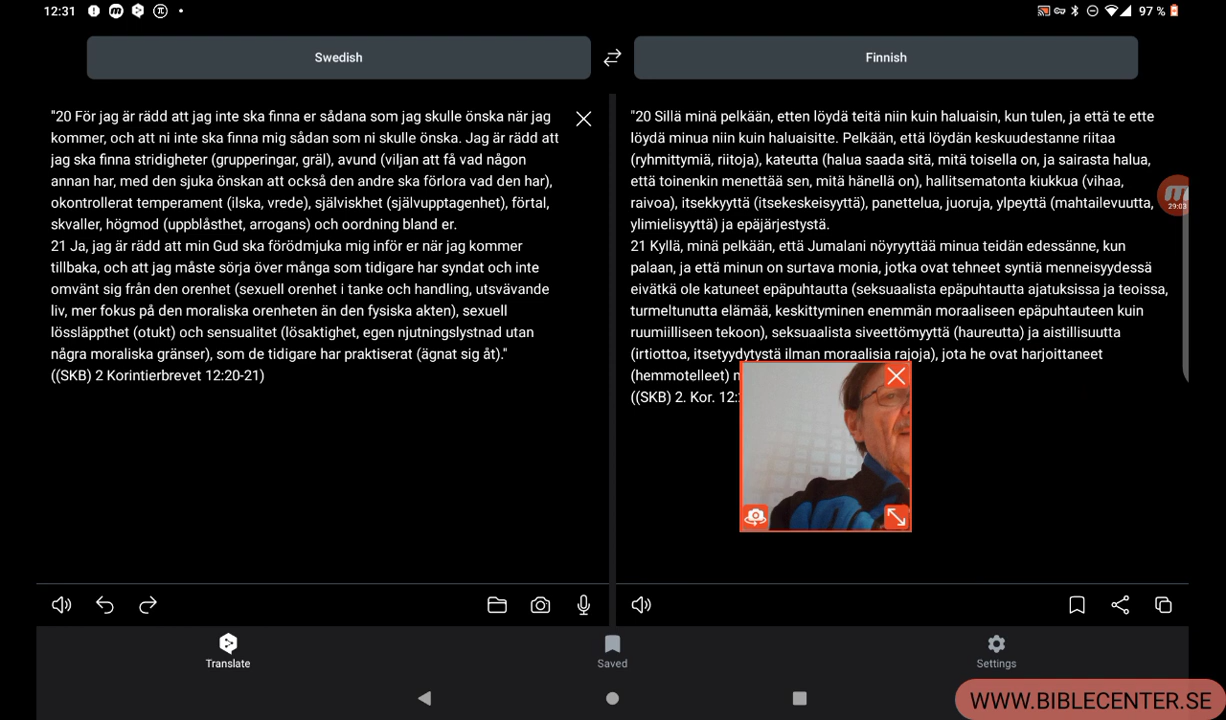 12:31
97 %
Swedish
Finnish
"20 För jag är rädd att jag inte ska finna er sådana som jag skulle önska när jag
kommer, och att ni inte ska finna mig sådan som ni skulle önska. Jag är rädd att
jag ska finna stridigheter (grupperingar, gräl), avund (viljan att få vad någon
annan har, med den sjuka önskan att också den andre ska förlora vad den har),
okontrollerat temperament (ilska, vrede), själviskhet (självupptagenhet), förtal,
skvaller, högmod (uppblåsthet, arrogans) och oordning bland er.
21 Ja, jag är rädd att min Gud ska förödmjuka mig inför er när jag kommer
tillbaka, och att jag måste sörja över många som tidigare har syndat och inte
omvänt sig från den orenhet (sexuell orenhet i tanke och handling, utsvävande
liv, mer fokus på den moraliska orenheten än den fysiska akten), sexuell
lössläppthet (otukt) och sensualitet (lösaktighet, egen njutningslystnad utan
några moraliska gränser), som de tidigare har praktiserat (ägnat sig åt)."
((SKB) 2 Korintierbrevet 12:20-21)
"20 Sillä minä pelkään, etten löydä teitä niin kuin haluaisin, kun tulen, ja että te ette
löydä minua niin kuin haluaisitte. Pelkään, että löydän keskuudestanne riitaa
(ryhmittymiä, riitoja), kateutta (halua saada sitä, mitä toisella on, ja sairasta halua,
että toinenkin menettää sen, mitä hänellä on), hallitsematonta kiukkua (vihaa,
raivoa), itsekkyyttä (itsekeskeisyyttä), panettelua, juoruja, ylpeyttä (mahtailevuutta,
ylimielisyyttä) ja epäjärjestystä.
21 Kyllä, minä pelkään, että Jumalani nöyryyttää minua teidän edessänne, kun
palaan, ja että minun on surtava monia, jotka ovat tehneet syntiä menneisyydessä
eivätkä ole katuneet epäpuhtautta (seksuaalista epäpuhtautta ajatuksissa ja teoissa,
turmeltunutta elämää, keskittyminen enemmän moraaliseen epäpuhtauteen kuin
ruumiilliseen tekoon), seksuaalista siveettömyyttä (haureutta) ja aistillisuutta
(irtiottoa, itsetyydytystä ilman moraalisia rajoja), jota he ovat harjoittaneet
(hemmotelleet)
((SKB) 2. Kor. 12:
29:03
Translate
Saved
Settings
WWW.BIBLECENTER.SE